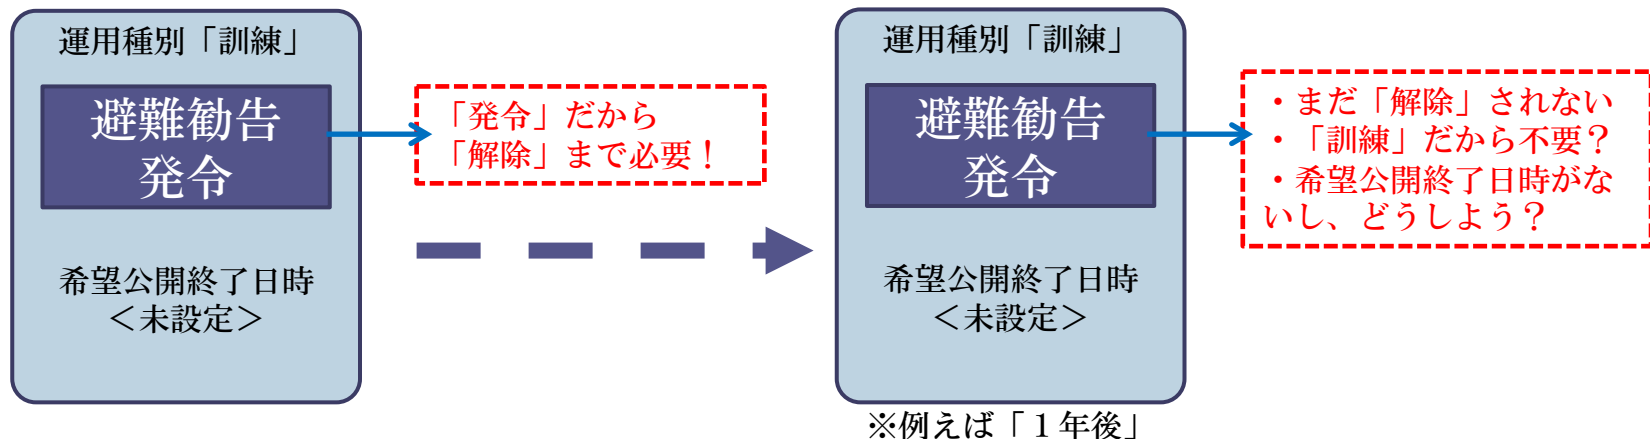 運用種別「訓練」
避難勧告
発令
希望公開終了日時
＜未設定＞
「発令」だから
「解除」まで必要！
運用種別「訓練」
避難勧告
発令
希望公開終了日時
＜未設定＞
※例えば「１年後」
・まだ「解除」されない
・「訓練」だから不要？
・希望公開終了日時がな
いし、どうしよう？